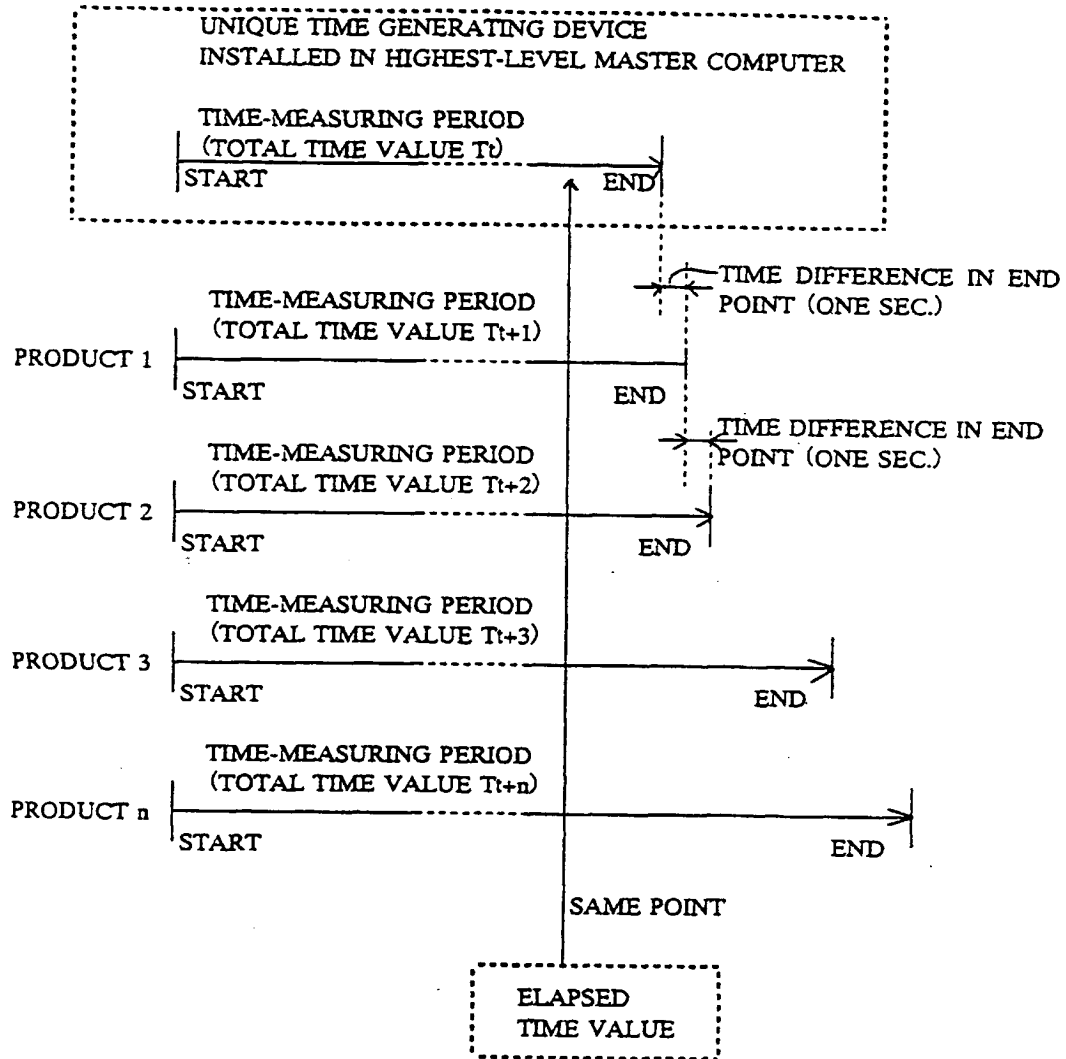 UNIQUE TIME GENERATING DEVICE
INSTALLED IN HIGHEST-LEVEL MASTER COMPUTER
TIME-MEASURING PERIOD
(TOTAL TIME VALUE Tt)
START
END
TIME DIFFERENCE IN END
POINT (ONE SEC.)
TIME-MEASURING PERIOD
(TOTAL TIME VALUE Tt+1)
PRODUCT 1
START
END
TIME DIFFERENCE IN END
POINT (ONE SEC.)
TIME-MEASURING PERIOD
(TOTAL TIME VALUE Tt+2)
PRODUCT 2
START
END
TIME-MEASURING PERIOD
(TOTAL TIME VALUE Tt+3)
PRODUCT 3
START
END
TIME-MEASURING PERIOD
(TOTAL TIME VALUE Tt+n)
PRODUCT n
START
END
SAME POINT
ELAPSED
TIME VALUE